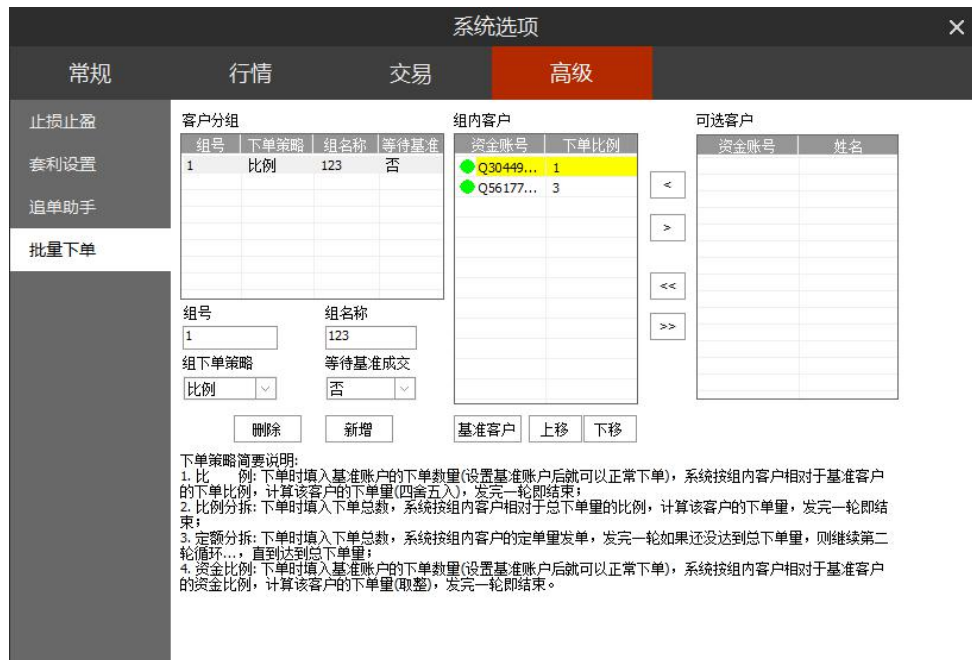 系统选项
常规 行情 交易 高级
止损止盈
套利设置
追单助手
批量下单
客户分组
组号 下单策略 组名称 等待基准
1 比例 123 否
组号 组名称
1 123
组下单策略 等待基准成交
比例 否
删除 新增
组内客户
资金账号 下单比例
Q30449... 1
Q56177... 3
基准客户 上移 下移
<
>
<<
>>
可选客户
资金账号 姓名
下单策略简要说明:
1. 比 例: 下单时填入基准账户的下单数量(设置基准账户后就可以正常下单)，系统按组内客户相对于基准客户
的下单比例，计算该客户的下单量(四舍五入)，发完一轮即结束；
2. 比例分拆: 下单时填入下单总数，系统按组内客户相对于总下单量的比例，计算该客户的下单量，发完一轮即结
束；
3. 定额分拆: 下单时填入下单总数，系统按组内客户的定单量发单，发完一轮如果还没达到总下单量，则继续第二
轮循环...，直到达到总下单量；
4. 资金比例: 下单时填入基准账户的下单数量(设置基准账户后就可以正常下单)，系统按组内客户相对于基准客户
的资金比例，计算该客户的下单量(取整)，发完一轮即结束。